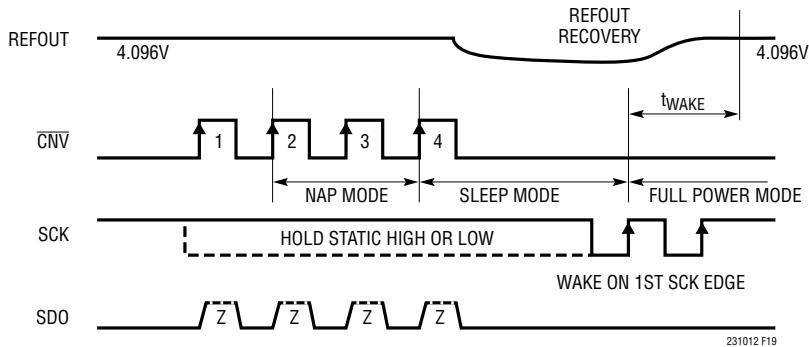 REFOUT
RECOVERY
REFOUT
4.096V
4.096V
tWAKE
CNV
1
2
3
4
NAP MODE
SLEEP MODE
FULL POWER MODE
SCK
HOLD STATIC HIGH OR LOW
WAKE ON 1ST SCK EDGE
SDO
Z
Z
Z
Z
231012 F19